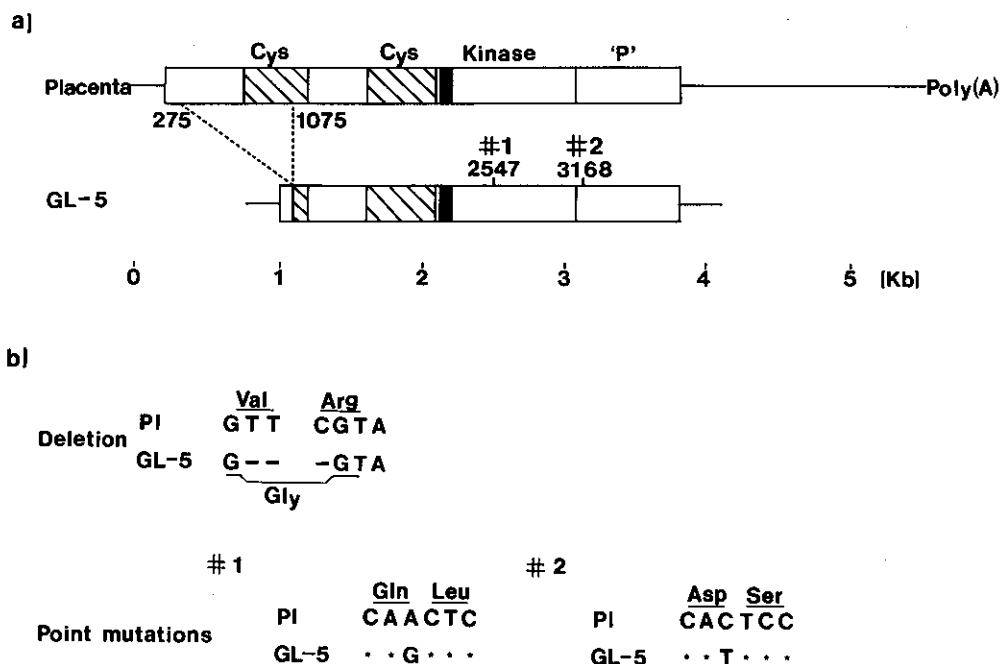 a)
Cys Cys Kinase 'P'
Placenta Poly(A)
275 1075
#1 #2
2547 3168
GL-5
0 1 2 3 4 5 (Kb)
b)
Val Arg
Pl GTT CGTA
Deletion
GL-5 G-- -GTA
Gly
#1 #2
Gln Leu Asp Ser
Pl CAACTC Pl CACTCC
Point mutations
GL-5 · · G · · · GL-5 · · T · · ·